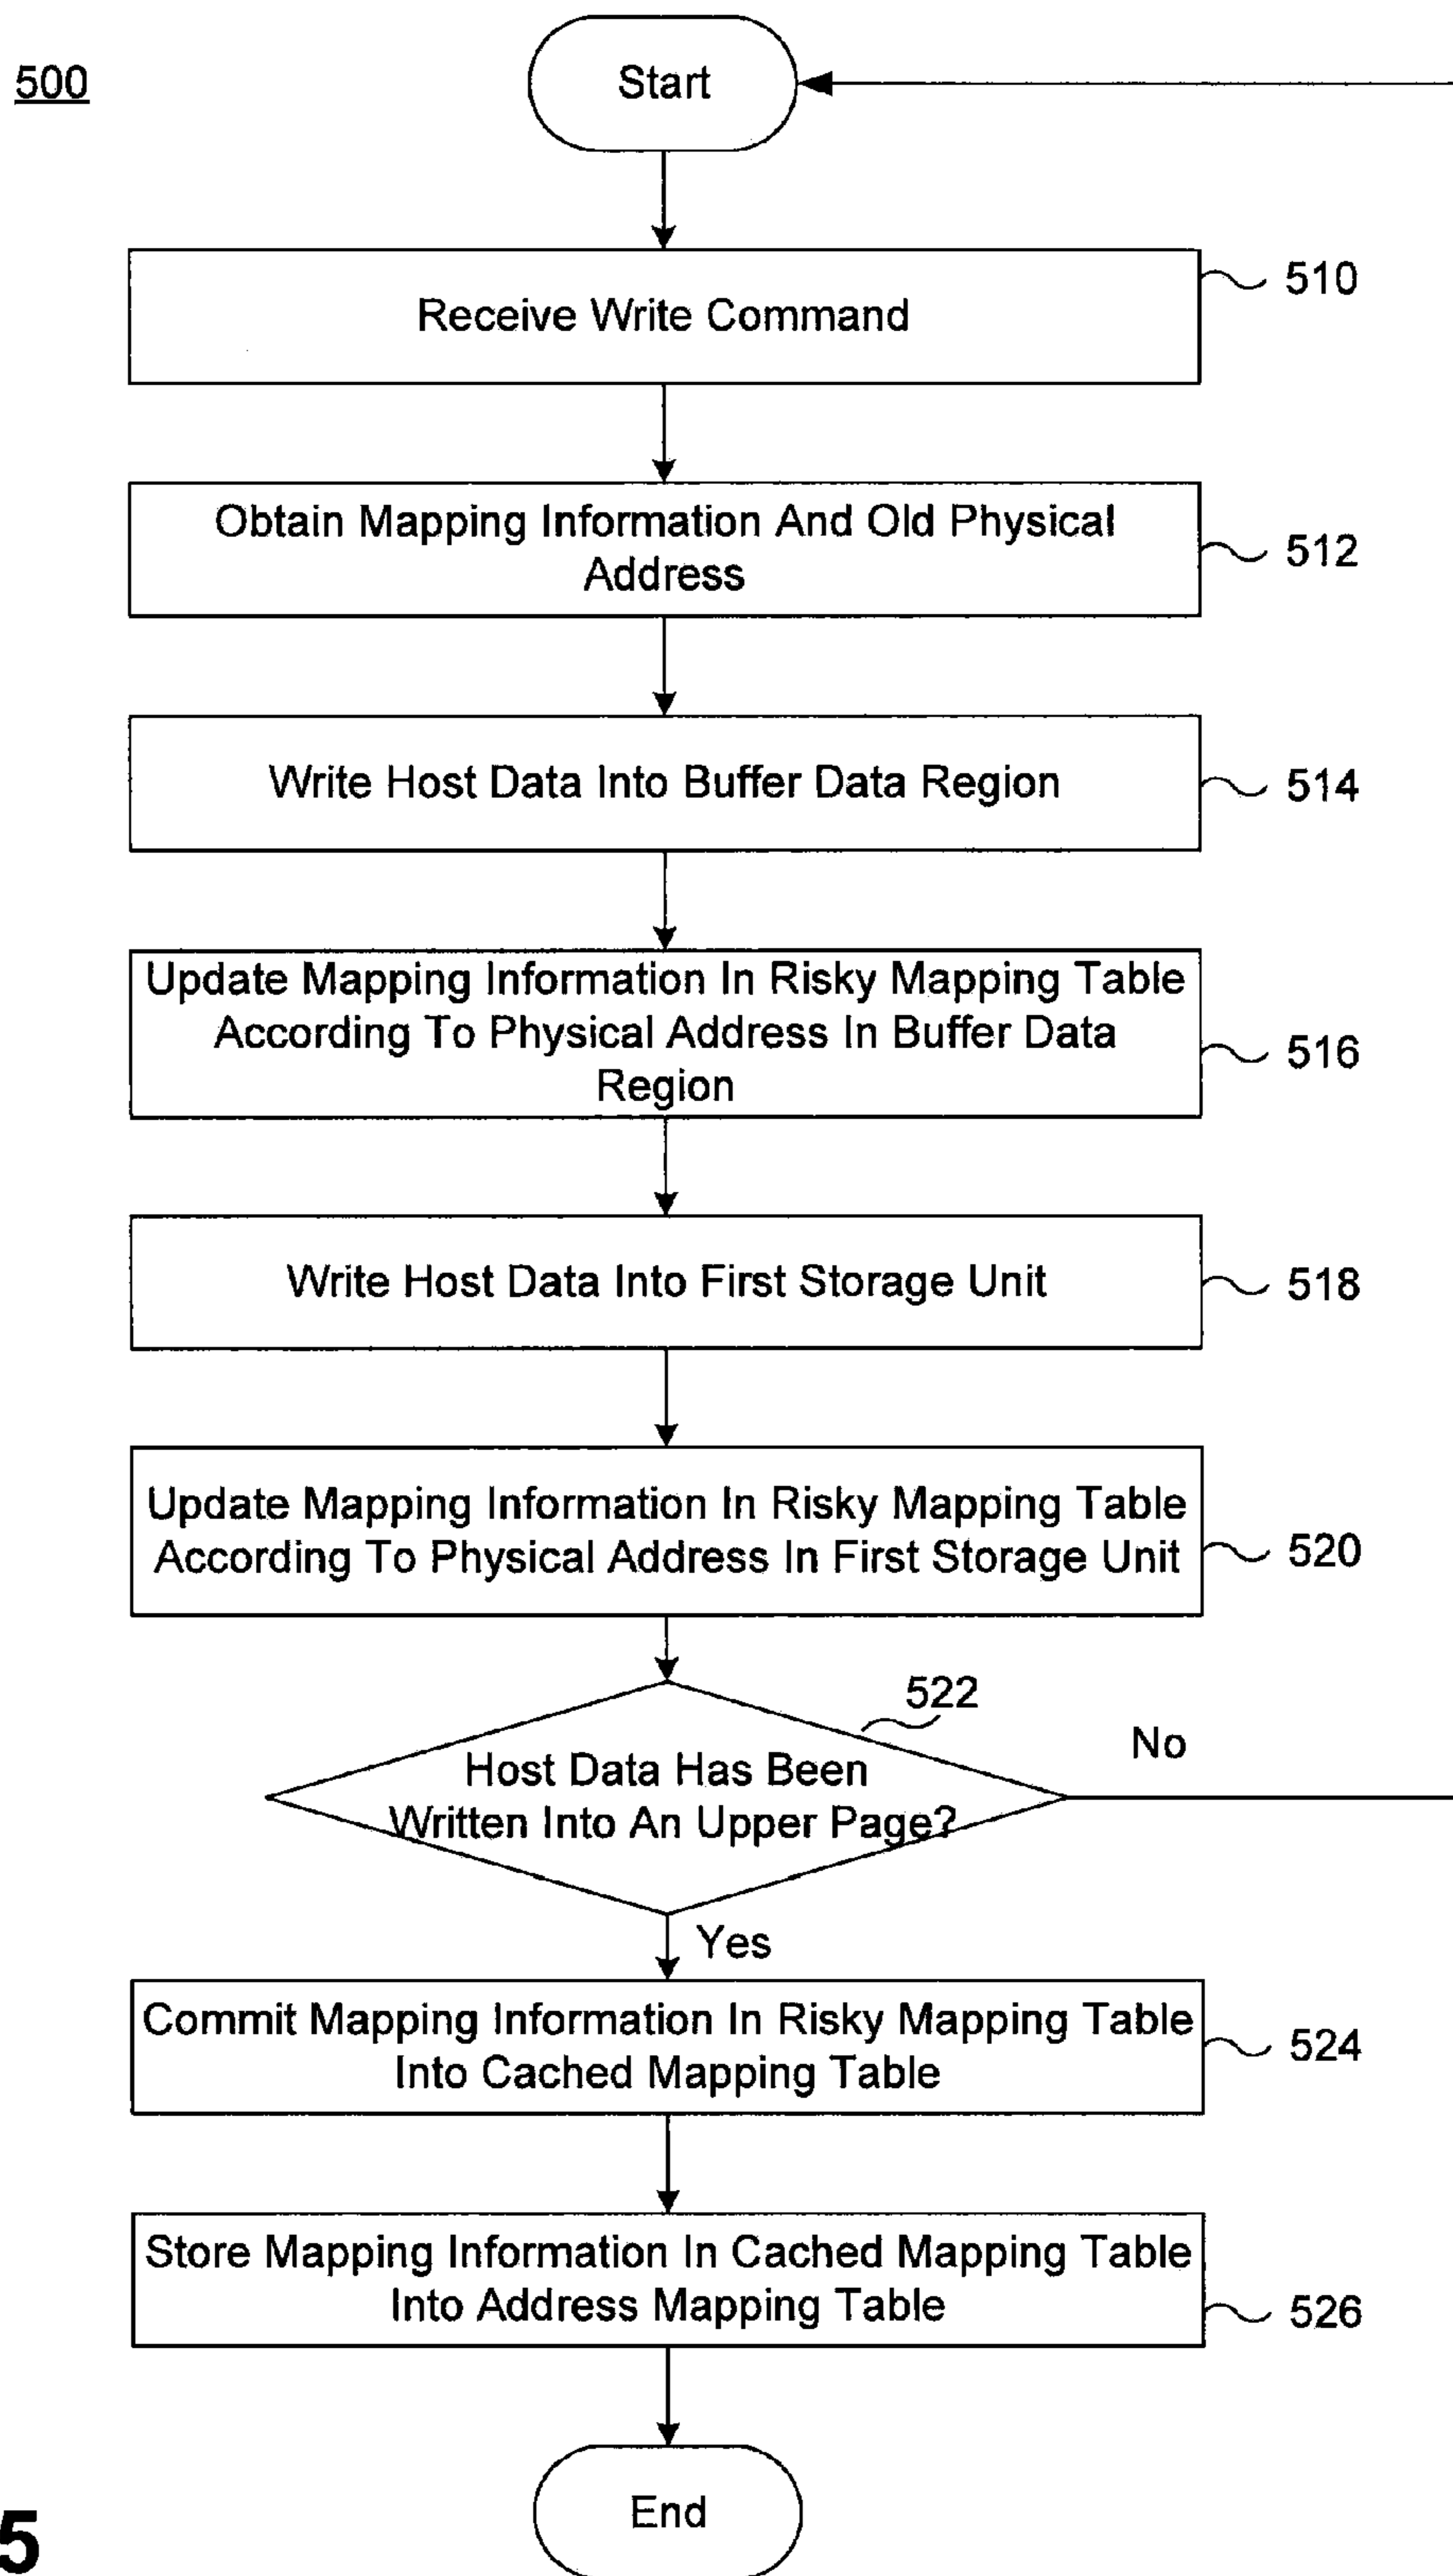 500
Start
Receive Write Command
510
Obtain Mapping Information And Old Physical
Address
512
Write Host Data Into Buffer Data Region
514
Update Mapping Information In Risky Mapping Table
According To Physical Address In Buffer Data
Region
516
Write Host Data Into First Storage Unit
518
Update Mapping Information In Risky Mapping Table
According To Physical Address In First Storage Unit
520
522
Host Data Has Been
Written Into An Upper Page?
No
Yes
Commit Mapping Information In Risky Mapping Table
Into Cached Mapping Table
524
Store Mapping Information In Cached Mapping Table
Into Address Mapping Table
526
End
5